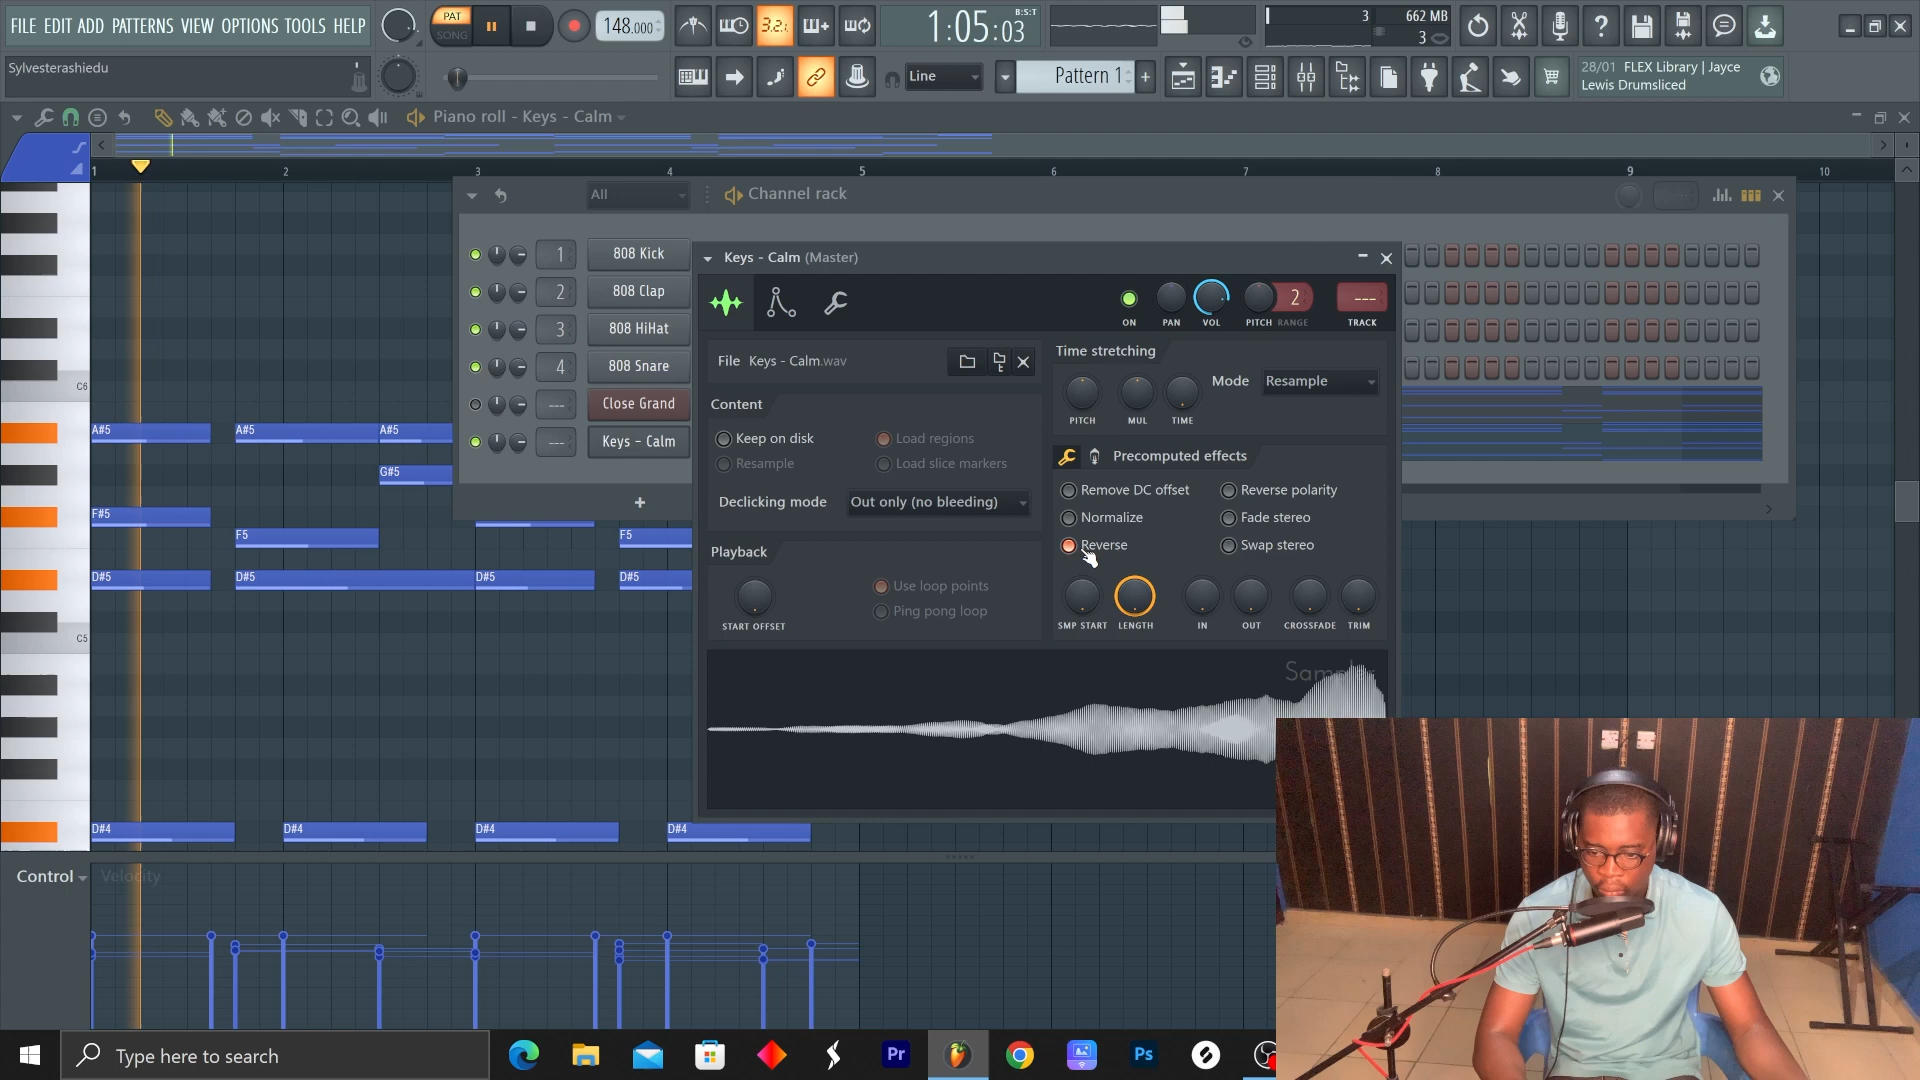 FILE EDIT ADD PATTERNS VIEW OPTIONS TOOLS HELP
PAT
SONG
148.000
3.2
1:05:03
B:S:T
3
662 MB
3
Sylvesterashiedu
Line
Pattern 1
+
28/01 FLEX Library | Jayce
Lewis Drumsliced
Piano roll - Keys - Calm
1 2 3 4 5 6 7 8 9 10
All
Channel rack
1 808 Kick
2 808 Clap
3 808 HiHat
4 808 Snare
--- Close Grand
--- Keys - Calm
+
Keys - Calm (Master)
2
---
ON PAN VOL PITCH RANGE TRACK
File Keys - Calm.wav
Content
Keep on disk
Resample
Load regions
Load slice markers
Declicking mode Out only (no bleeding)
Playback
START OFFSET
Use loop points
Ping pong loop
Time stretching
PITCH MUL TIME
Mode Resample
Precomputed effects
Remove DC offset
Normalize
Reverse
Reverse polarity
Fade stereo
Swap stereo
SMP START LENGTH IN OUT CROSSFADE TRIM
C6
A#5 A#5 A#5
G#5
F#5
F5 F5
D#5 D#5 D#5 D#5
C5
D#4 D#4 D#4 D#4
Control Velocity
Type here to search
Pr
Ps